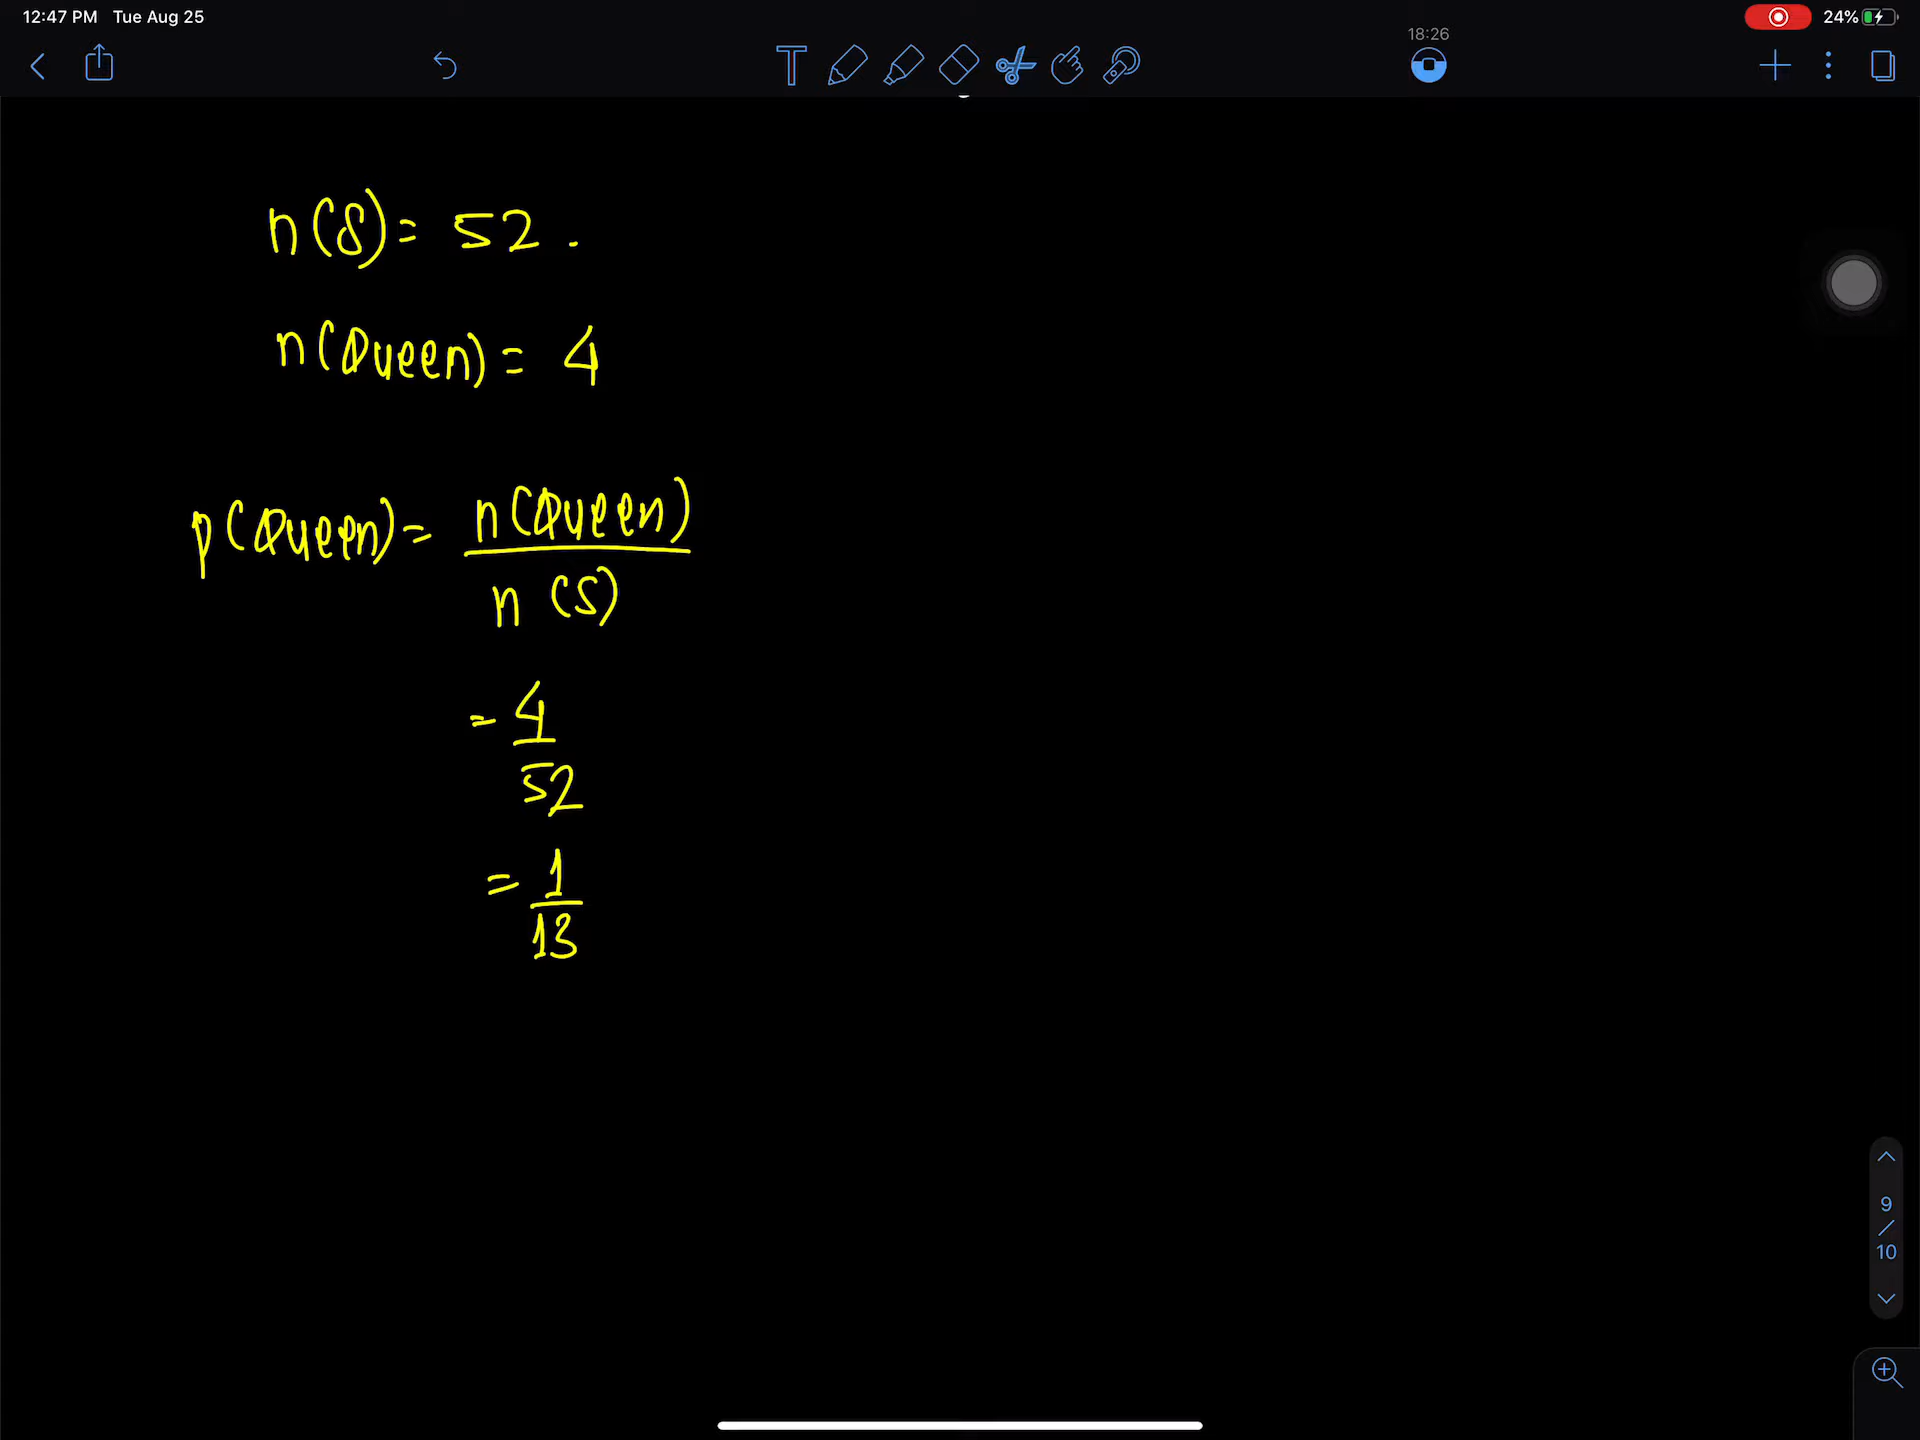 12:47 PM Tue Aug 25
24%
18:26
T
n(S) = 52 .
n(Queen) = 4
P(Queen) = n(Queen)
n (S)
= 4
52
= 1
13
9
/
10